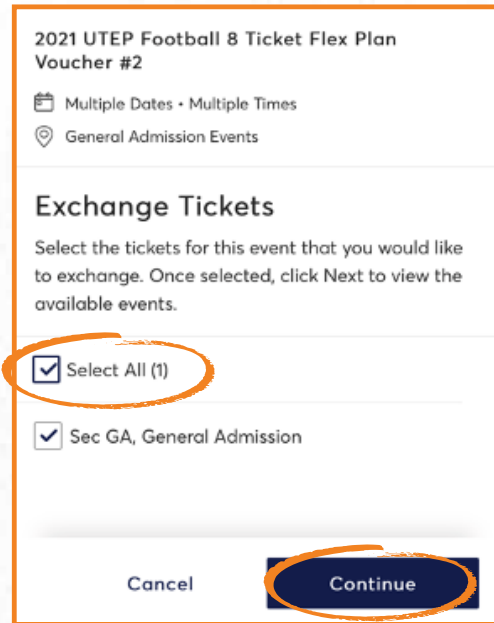 2021 UTEP Football 8 Ticket Flex Plan
Voucher #2
Multiple Dates • Multiple Times
General Admission Events
Exchange Tickets
Select the tickets for this event that you would like
to exchange. Once selected, click Next to view the
available events.
Select All (1)
Sec GA, General Admission
Cancel
Continue